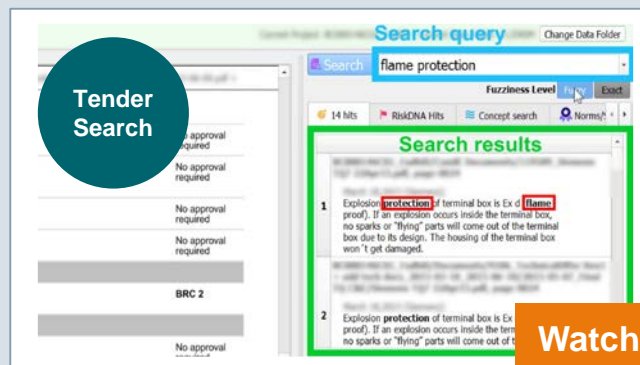 Search query
Change Data Folder
Search
flame protection
Fuzziness Level Fuzzy Exact
14 hits RiskDNA Hits Concept search Norms/
Tender
Search
No approval
required
No approval
required
No approval
required
No approval
required
BRC 2
No approval
Search results
1
Explosion protection of terminal box is Ex d (flame
proof). If an explosion occurs inside the terminal box,
no sparks or "flying" parts will come out of the terminal
box due to its design. The housing of the terminal box
won't get damaged.
2
Explosion protection of terminal box is Ex
proof). If an explosion occurs inside the
no sparks or "flying" parts will come out of
Watch